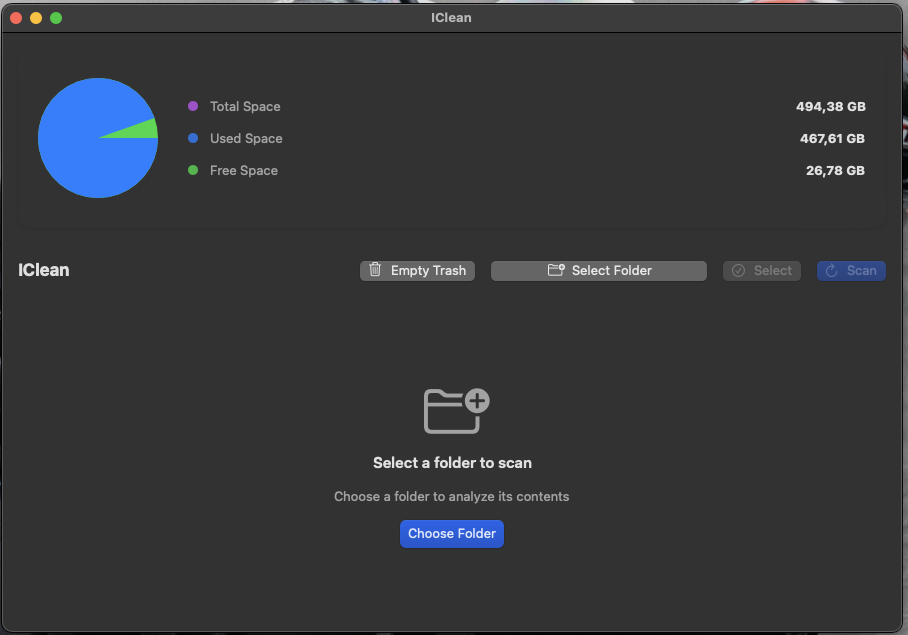 IClean
Total Space 494,38 GB
Used Space 467,61 GB
Free Space 26,78 GB
IClean Empty Trash Select Folder Select Scan
Select a folder to scan
Choose a folder to analyze its contents
Choose Folder